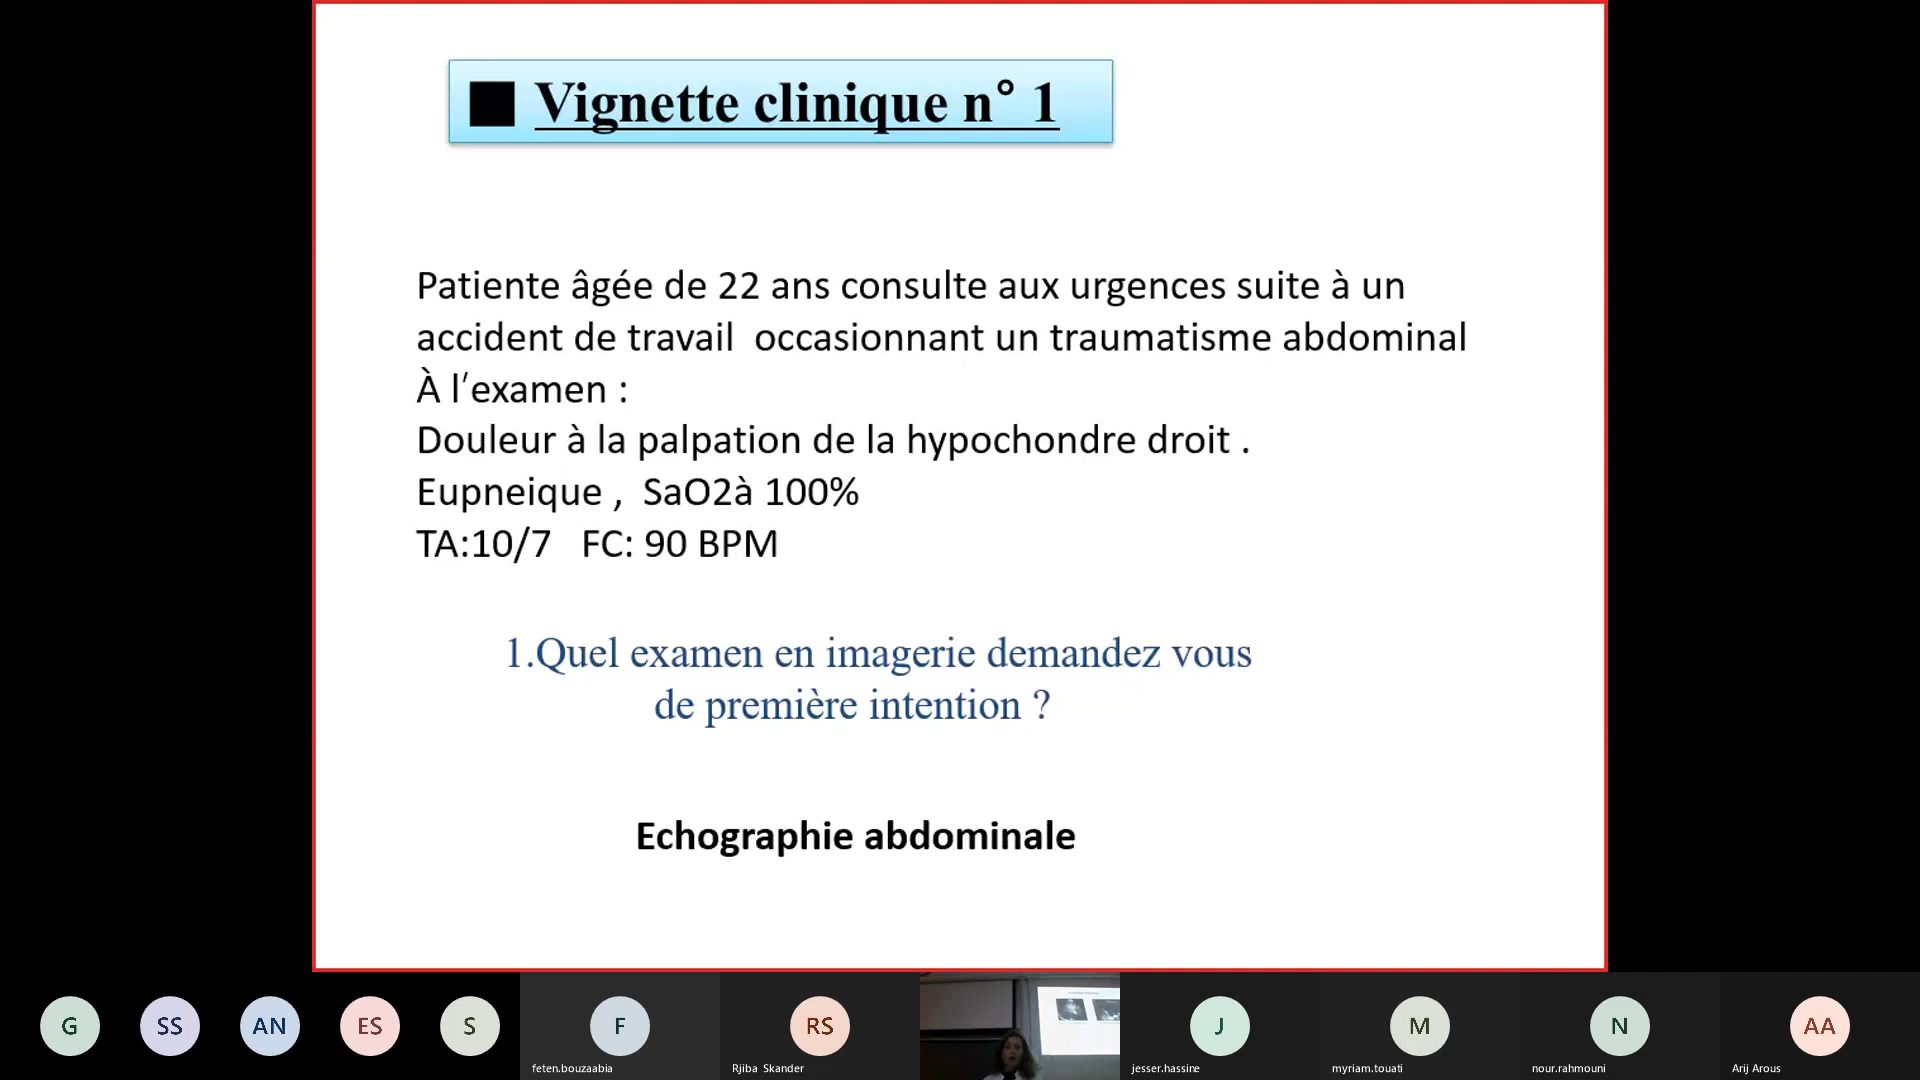 Vignette clinique n° 1
Patiente âgée de 22 ans consulte aux urgences suite à un
accident de travail  occasionnant un traumatisme abdominal
À l′examen :
Douleur à la palpation de la hypochondre droit .
Eupneique ,  SaO2à 100%
TA:10/7   FC: 90 BPM
1.Quel examen en imagerie demandez vous
de première intention ?
Echographie abdominale
G SS AN ES S F RS J M N AA
feten.bouzaabia Rjiba Skander jesser.hassine myriam.touati nour.rahmouni Arij Arous